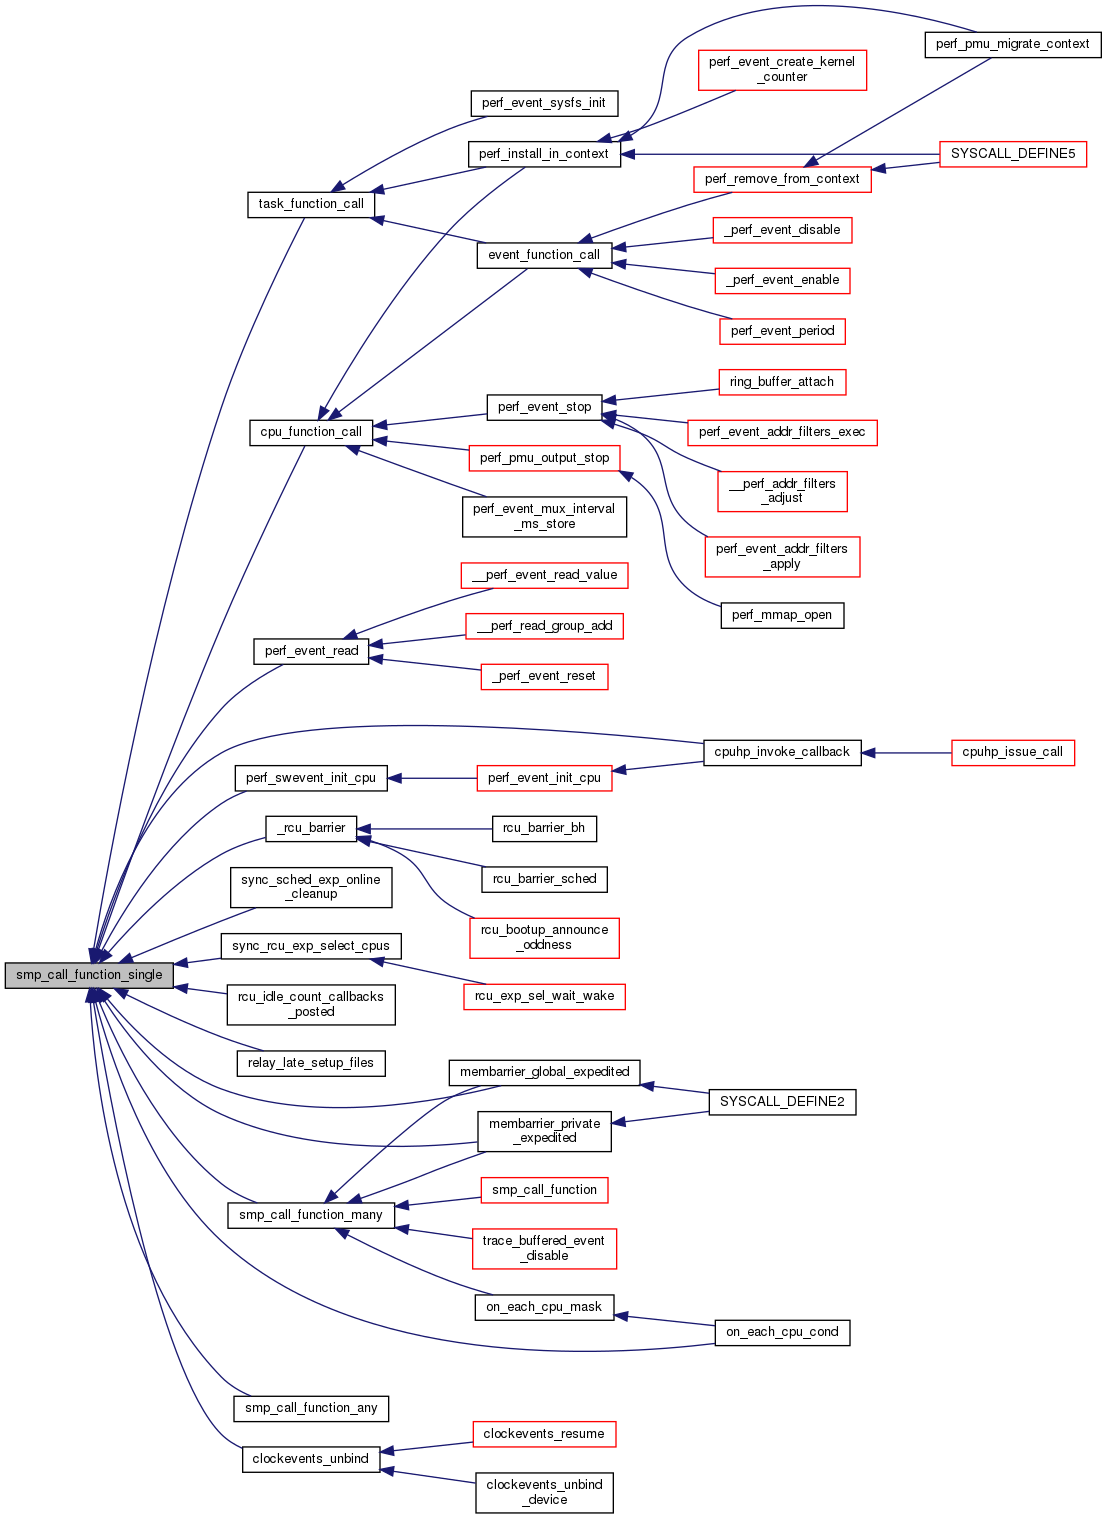 perf_pmu_migrate_context
perf_event_create_kernel
_counter
perf_event_sysfs_init
perf_install_in_context
SYSCALL_DEFINE5
perf_remove_from_context
task_function_call
_perf_event_disable
event_function_call
_perf_event_enable
perf_event_period
ring_buffer_attach
perf_event_stop
cpu_function_call
perf_event_addr_filters_exec
perf_pmu_output_stop
__perf_addr_filters
_adjust
perf_event_mux_interval
_ms_store
perf_event_addr_filters
_apply
__perf_event_read_value
perf_mmap_open
__perf_read_group_add
perf_event_read
_perf_event_reset
cpuhp_invoke_callback
cpuhp_issue_call
perf_swevent_init_cpu
perf_event_init_cpu
_rcu_barrier
rcu_barrier_bh
sync_sched_exp_online
_cleanup
rcu_barrier_sched
rcu_bootup_announce
_oddness
sync_rcu_exp_select_cpus
smp_call_function_single
rcu_exp_sel_wait_wake
rcu_idle_count_callbacks
_posted
relay_late_setup_files
membarrier_global_expedited
SYSCALL_DEFINE2
membarrier_private
_expedited
smp_call_function
smp_call_function_many
trace_buffered_event
_disable
on_each_cpu_mask
on_each_cpu_cond
smp_call_function_any
clockevents_resume
clockevents_unbind
clockevents_unbind
_device